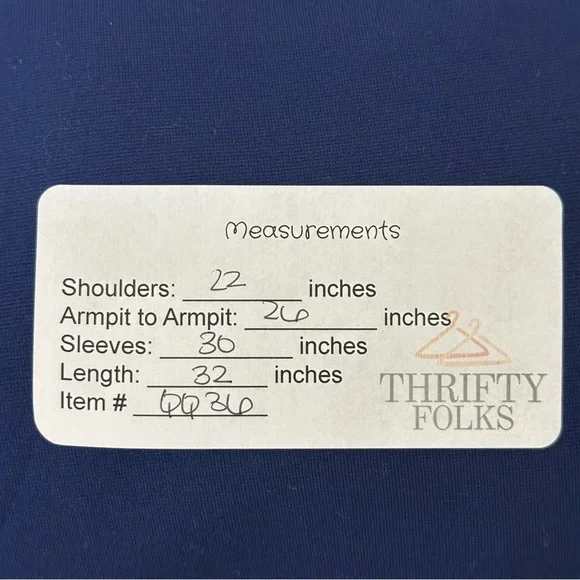 Measurements
Shoulders: 22 inches
Armpit to Armpit: 26 inches
Sleeves: 30 inches
Length: 32 inches
Item # QQ36
THRIFTY
FOLKS